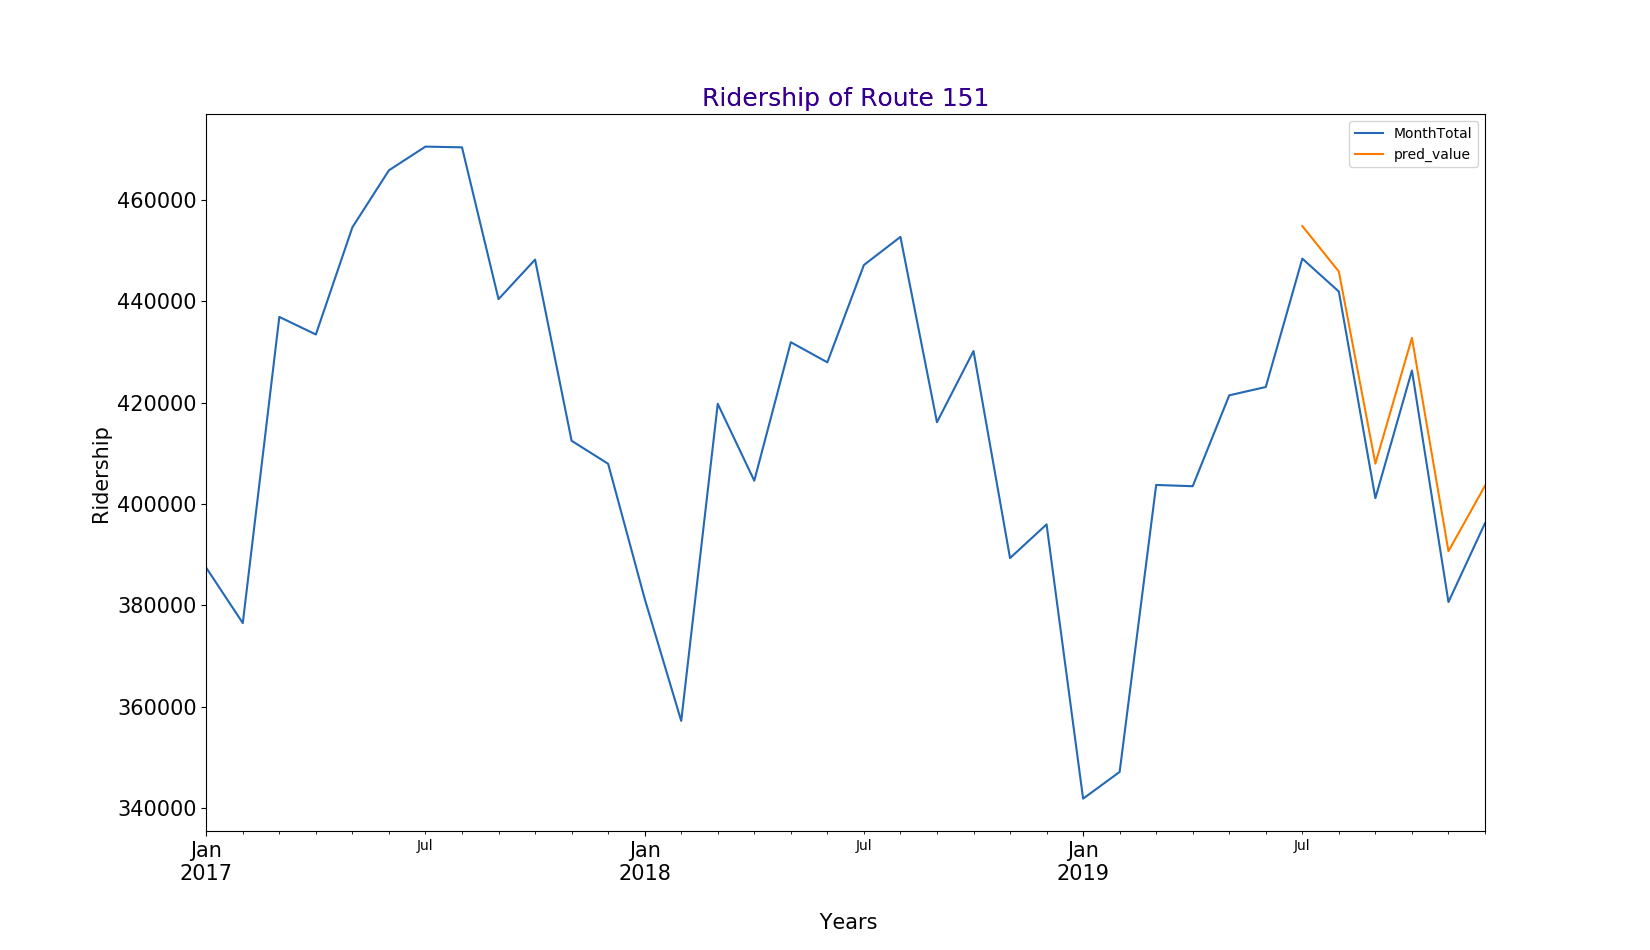 Ridership of Route 151
MonthTotal
pred_value
460000
440000
420000
400000
380000
360000
340000
Ridership
Jan
2017
Jul
Jan
2018
Jul
Jan
2019
Jul
Years